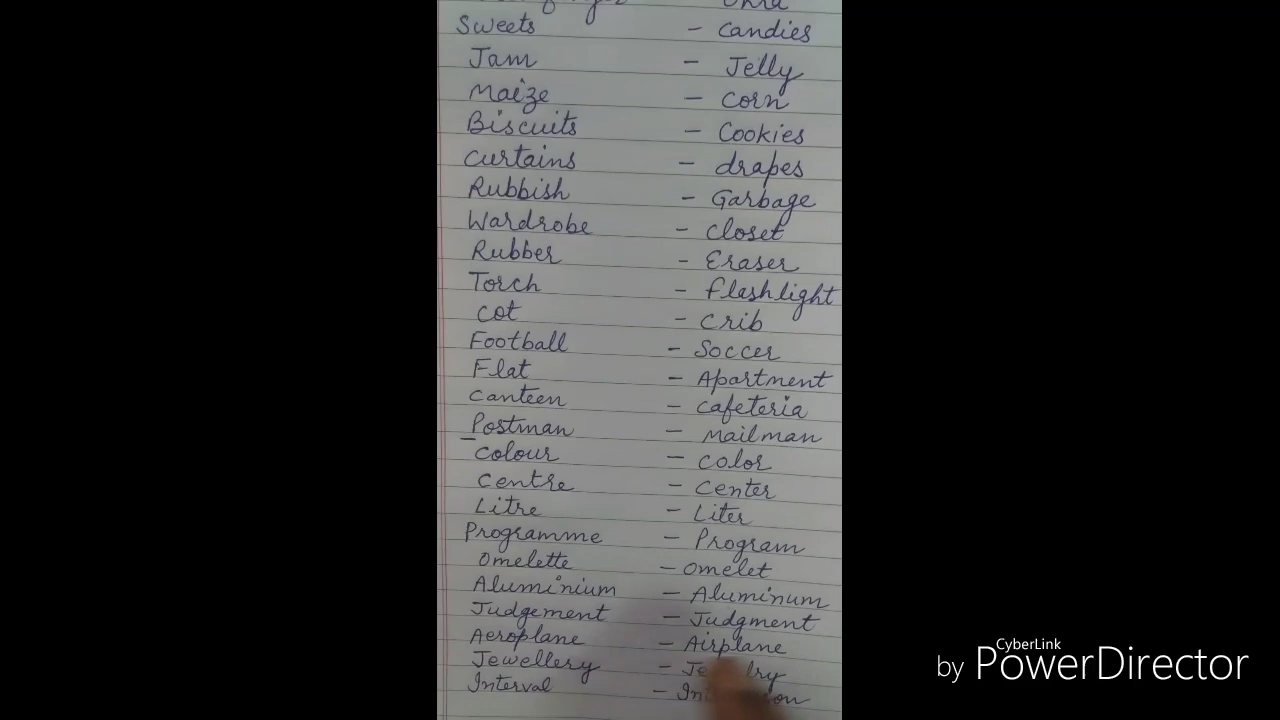 Sweets - Candies
Jam - Jelly
Maize - Corn
Biscuits - Cookies
Curtains - drapes
Rubbish - Garbage
Wardrobe - Closet
Rubber - Eraser
Torch - flashlight
Cot - Crib
Football - Soccer
Flat - Apartment
Canteen - Cafeteria
Postman - Mailman
Colour - Color
Centre - Center
Litre - Liter
Programme - Program
Omelette - Omelet
Aluminium - Aluminum
Judgement - Judgment
Aeroplane - Airplane
Jewellery -
Interval -
CyberLink
by PowerDirector